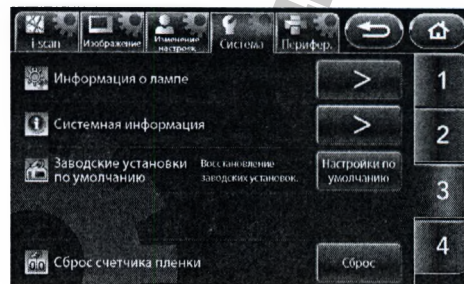 i-scan
Изображение
Изменение
настроек
Система
Перифер.
Информация о лампе
>
1
Системная информация
>
2
Заводские установки
по умолчанию
Восстановление
заводских установок.
Настройки по
умолчанию
3
4
Сброс счетчика пленки
Сброс